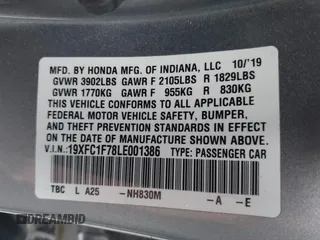 MFD. BY HONDA MFG. OF INDIANA, LLC 10/'19
GVWR 3902LBS GAWR F 2105LBS R 1829LBS
GVWR 1770KG GAWR F 955KG R 830KG
THIS VEHICLE CONFORMS TO ALL APPLICABLE
FEDERAL MOTOR VEHICLE SAFETY, BUMPER,
AND THEFT PREVENTION STANDARDS IN
EFFECT ON THE DATE OF MANUFACTURE SHOWN ABOVE.
V.I.N.: 19XFC1F78LE001386 TYPE: PASSENGER CAR
TBC L A25 -NH830M -A -E
DREAMBID